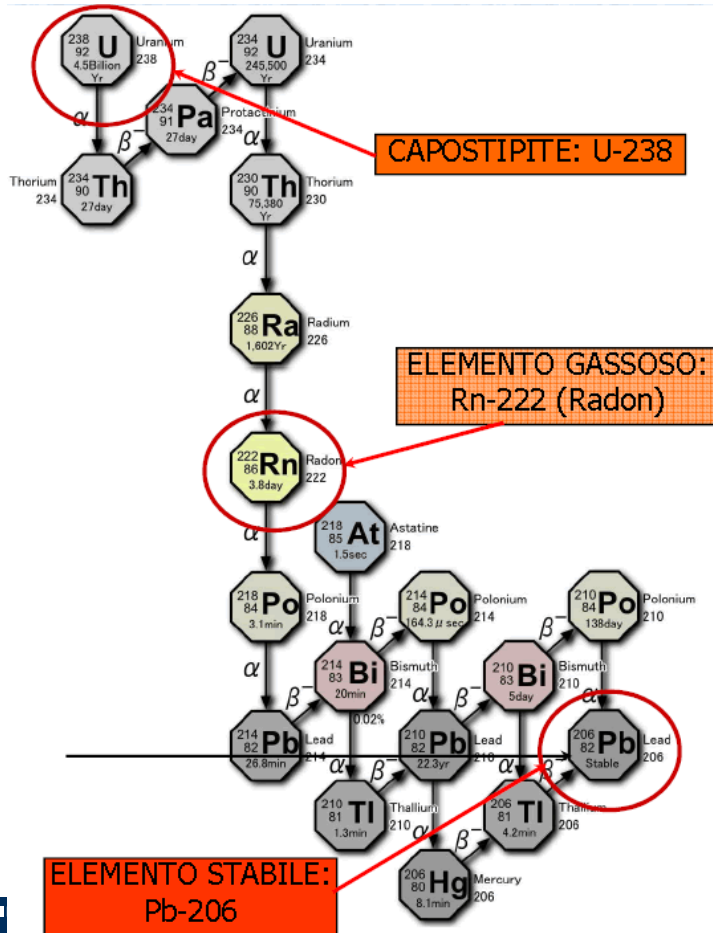 238
92 U Uranium
238
4.5Billion
Yr
234
92 U Uranium
234
245,500
Yr
α
β⁻
234
91 Pa Protactinium
234
27day
β⁻
α
CAPOSTIPITE: U-238
Thorium
234
234
90 Th
27day
230
90 Th Thorium
230
75,380
Yr
α
226
88 Ra Radium
226
1,602Yr
α
ELEMENTO GASSOSO:
Rn-222 (Radon)
222
86 Rn Radon
222
3.8day
α
218
85 At Astatine
218
1.5sec
218
84 Po Polonium
218
3.1min
α
β⁻
214
84 Po Polonium
214
164.3 μ sec
β⁻
210
84 Po Polonium
210
138day
α
β⁻
214
83 Bi Bismuth
214
20min
0,02%
α
β⁻
210
83 Bi Bismuth
210
5day
α
214
82 Pb Lead
214
26.8min
α
β⁻
210
82 Pb Lead
210
22.3yr
α
β⁻
206
82 Pb Lead
206
Stable
210
81 Tl Thallium
210
1.3min
α
β⁻
206
81 Tl Thallium
206
4.2min
206
80 Hg Mercury
206
8.1min
ELEMENTO STABILE:
Pb-206